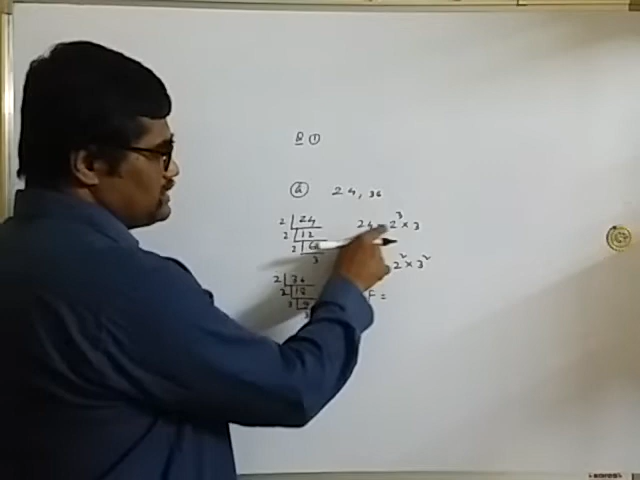 B ①
ⓐ 24, 36
2 | 24
2 | 12
2 | 6
3
24 = 2³ × 3
2² × 3²
2 | 36
2 | 18
3 | 9
3
F =